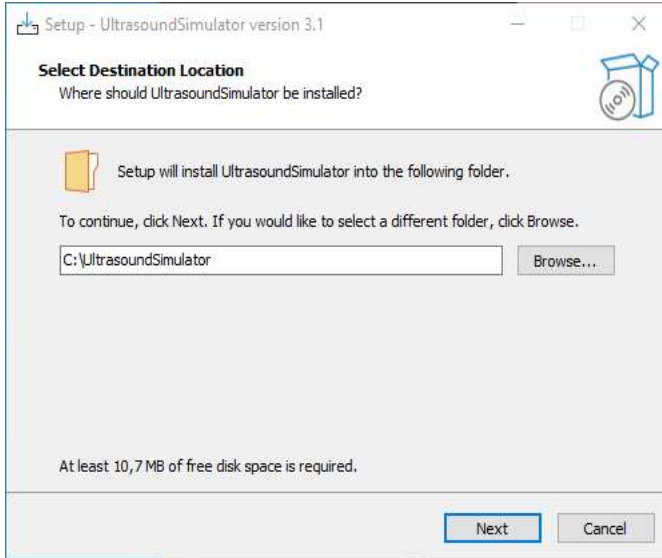 Setup - UltrasoundSimulator version 3.1
Select Destination Location
Where should UltrasoundSimulator be installed?
Setup will install UltrasoundSimulator into the following folder.
To continue, click Next. If you would like to select a different folder, click Browse.
C:\UltrasoundSimulator
Browse...
At least 10,7 MB of free disk space is required.
Next
Cancel